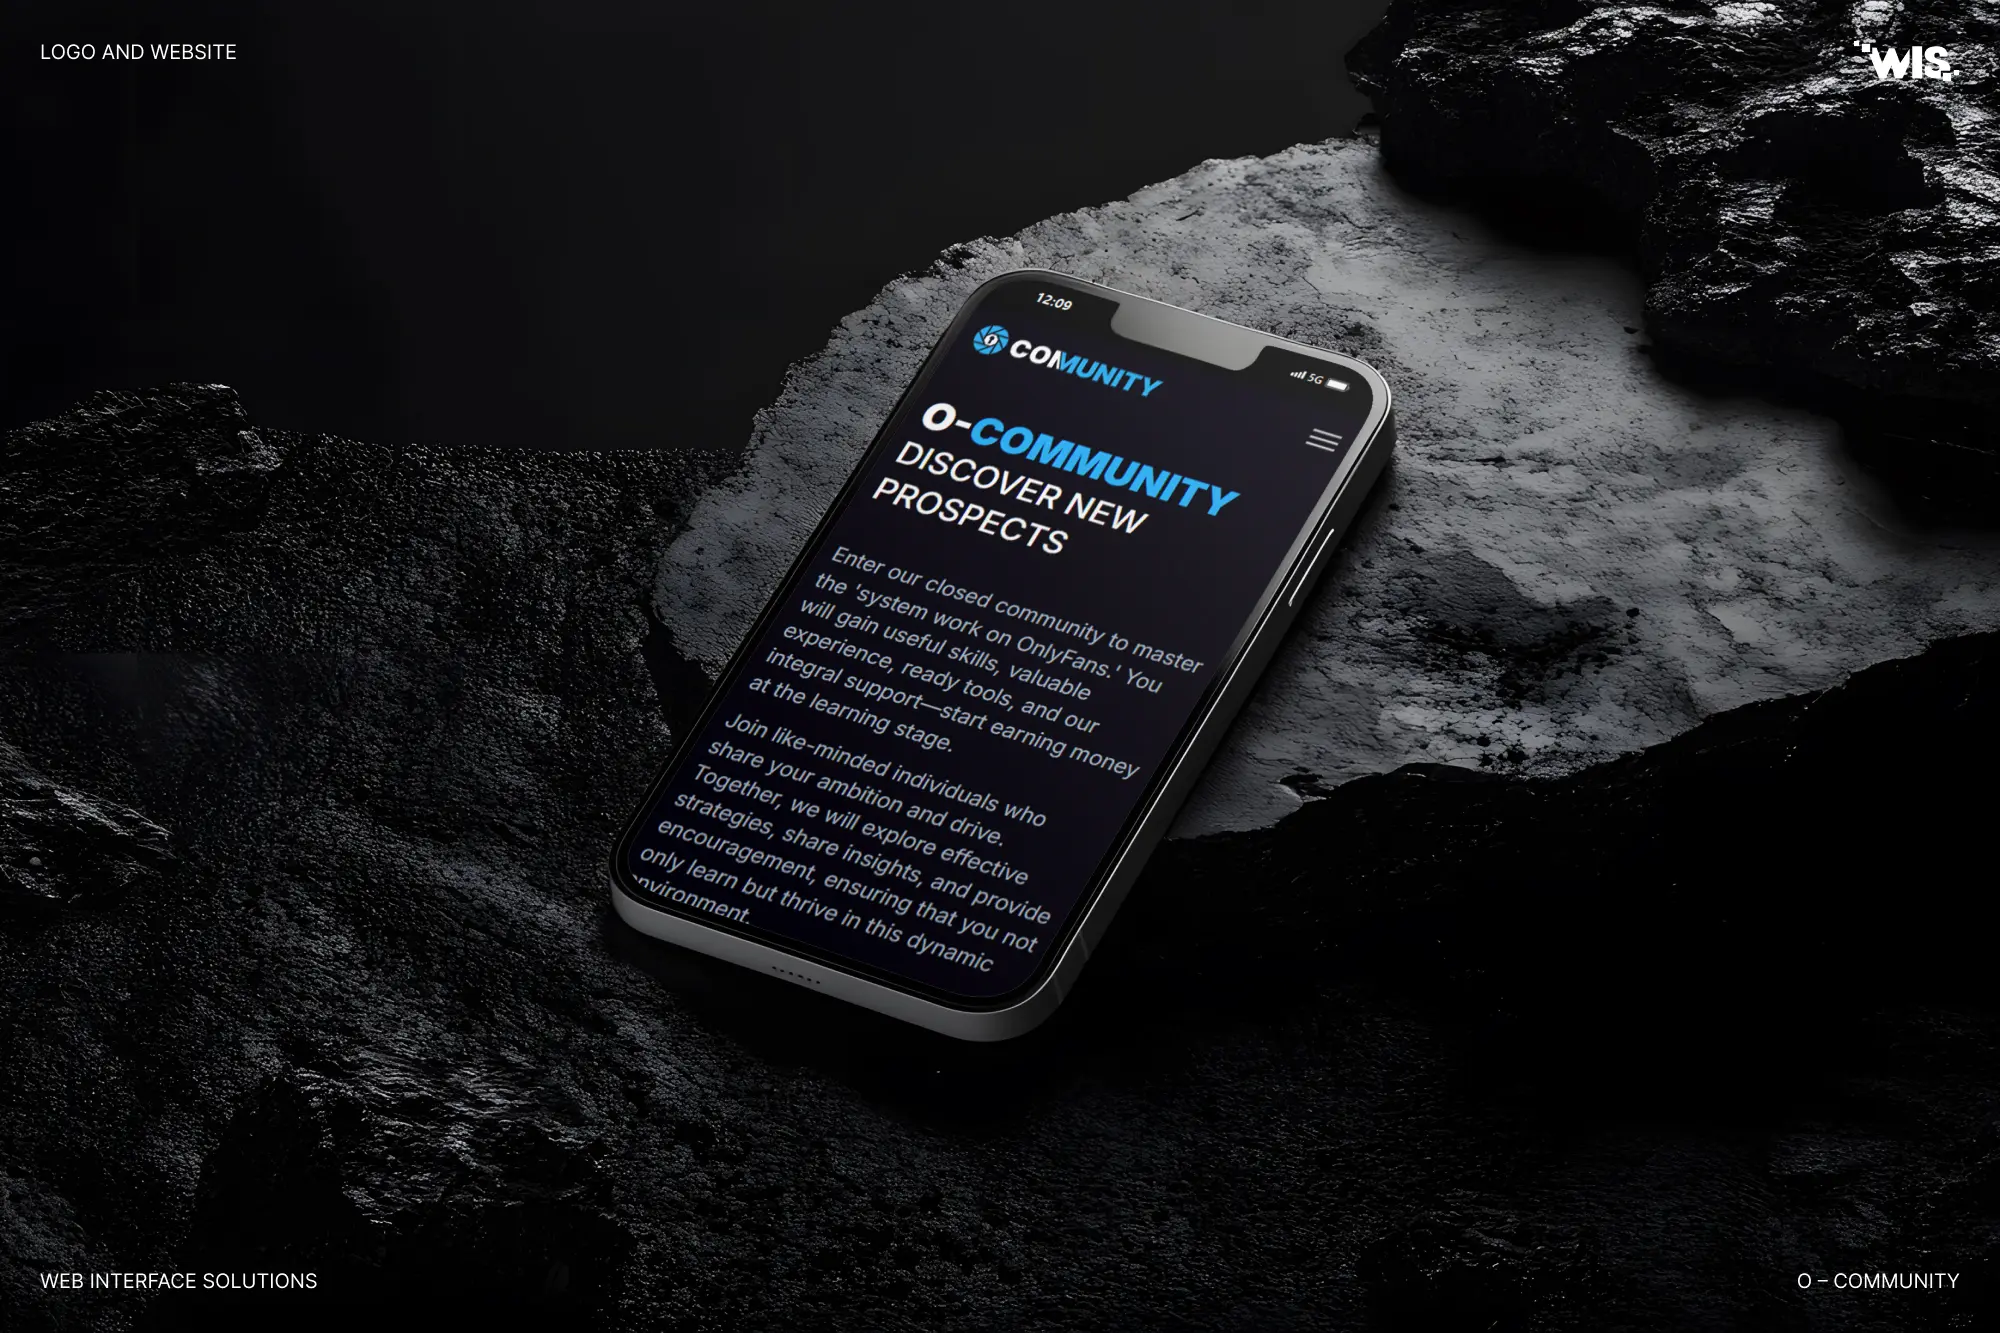 LOGO AND WEBSITE
WIS.
12:09
5G
COMMUNITY
O-COMMUNITY
DISCOVER NEW
PROSPECTS
Enter our closed community to master
the 'system work on OnlyFans.' You
will gain useful skills, valuable
experience, ready tools, and our
integral support—start earning money
at the learning stage.
Join like-minded individuals who
share your ambition and drive.
Together, we will explore effective
strategies, share insights, and provide
encouragement, ensuring that you not
only learn but thrive in this dynamic
environment.
WEB INTERFACE SOLUTIONS
O – COMMUNITY